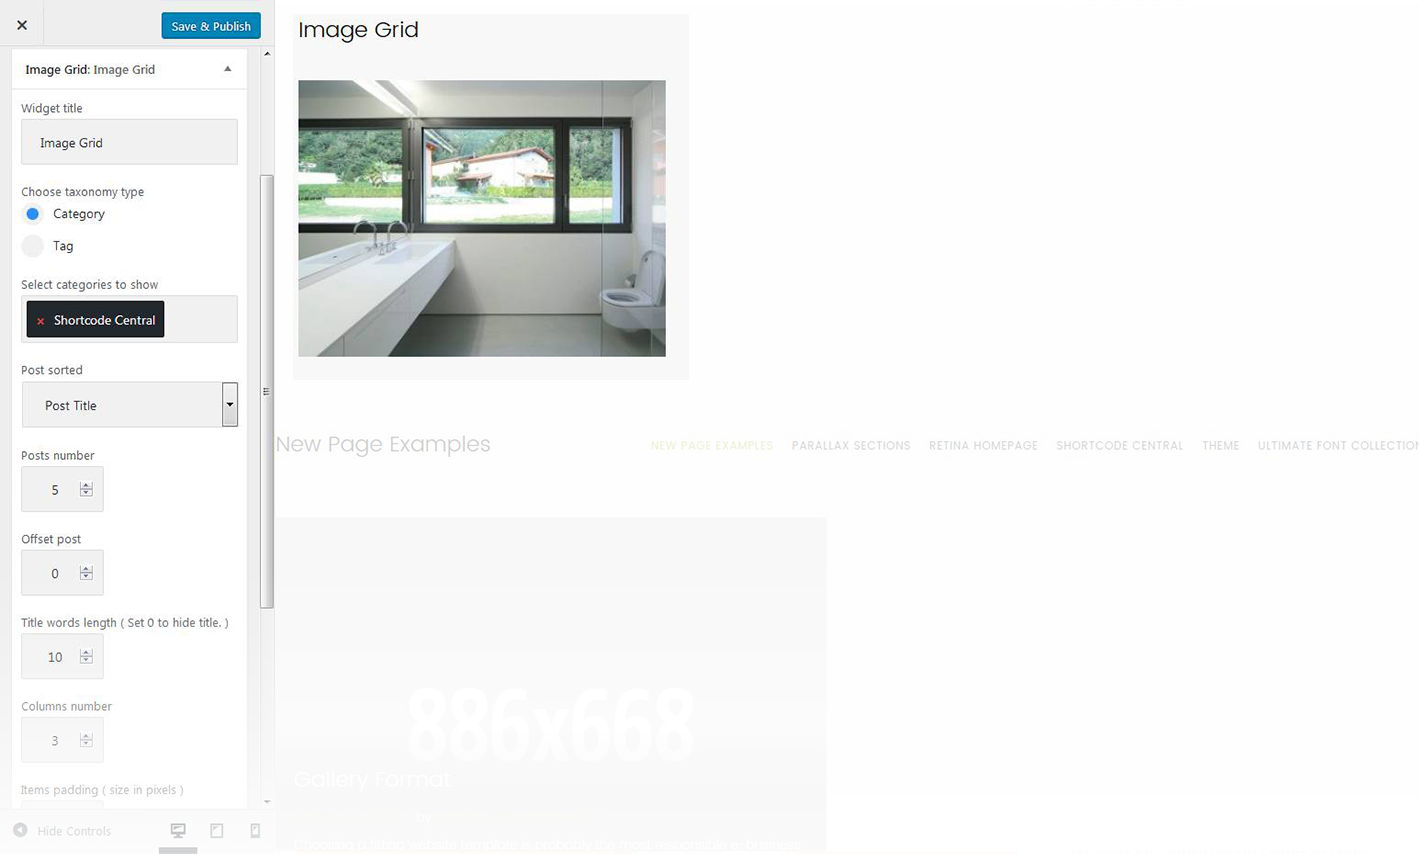 Save & Publish
Image Grid: Image Grid
Widget title
Image Grid
Choose taxonomy type
Category
Tag
Select categories to show
× Shortcode Central
Post sorted
Post Title
Posts number
5
Offset post
0
Title words length ( Set 0 to hide title. )
10
Columns number
3
Items padding ( size in pixels )
Hide Controls
Image Grid
New Page Examples
NEW PAGE EXAMPLES PARALLAX SECTIONS RETINA HOMEPAGE SHORTCODE CENTRAL THEME ULTIMATE FONT COLLECTION
886x668
Gallery Format
by